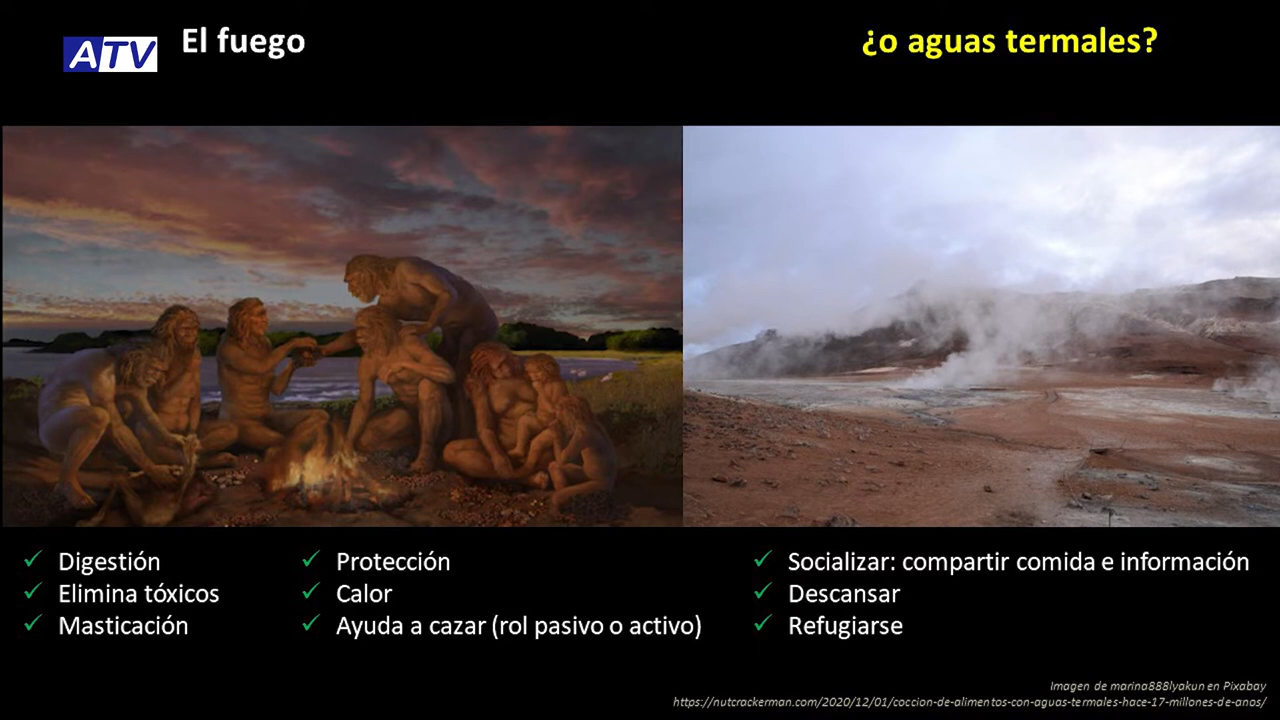 ATV
El fuego
¿o aguas termales?
Digestión
Elimina tóxicos
Masticación
Protección
Calor
Ayuda a cazar (rol pasivo o activo)
Socializar: compartir comida e información
Descansar
Refugiarse
Imagen de marina888lyakun en Pixabay
https://nutcrackerman.com/2020/12/01/coccion-de-alimentos-con-aguas-termales-hace-17-millones-de-anos/